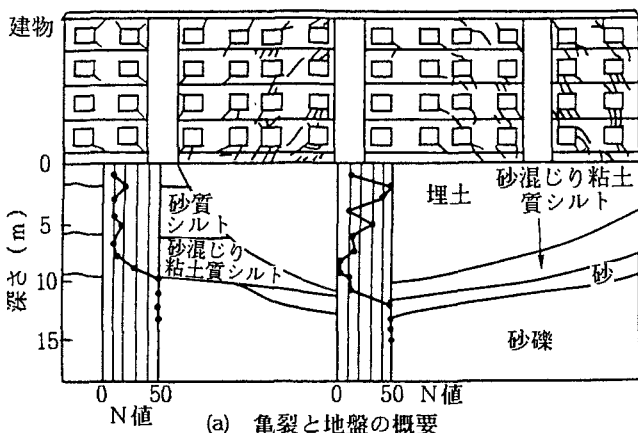 建物
0
5
10
15
深さ(m)
砂質
シルト
砂混じり
粘土質シルト
埋土
砂混じり粘土
質シルト
砂
砂礫
0 50
N値
0 50 N値
(a) 亀裂と地盤の概要